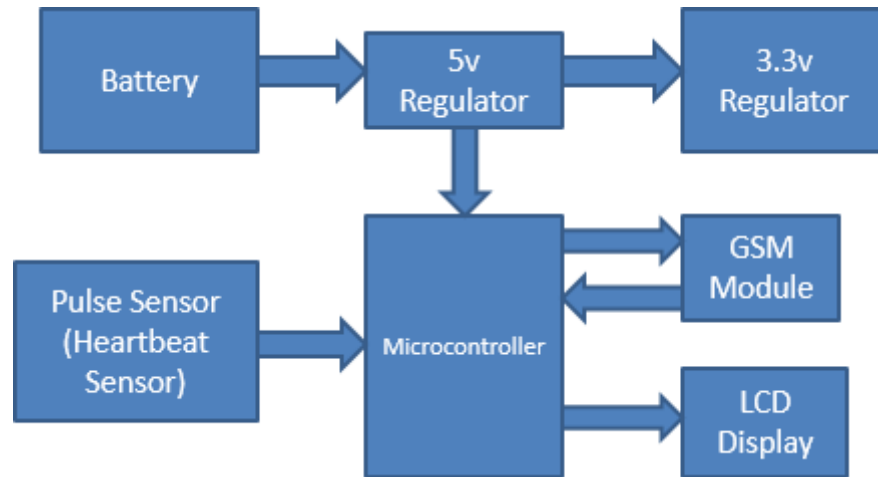 Battery
5v
Regulator
3.3v
Regulator
Pulse Sensor
(Heartbeat
Sensor)
Microcontroller
GSM
Module
LCD
Display